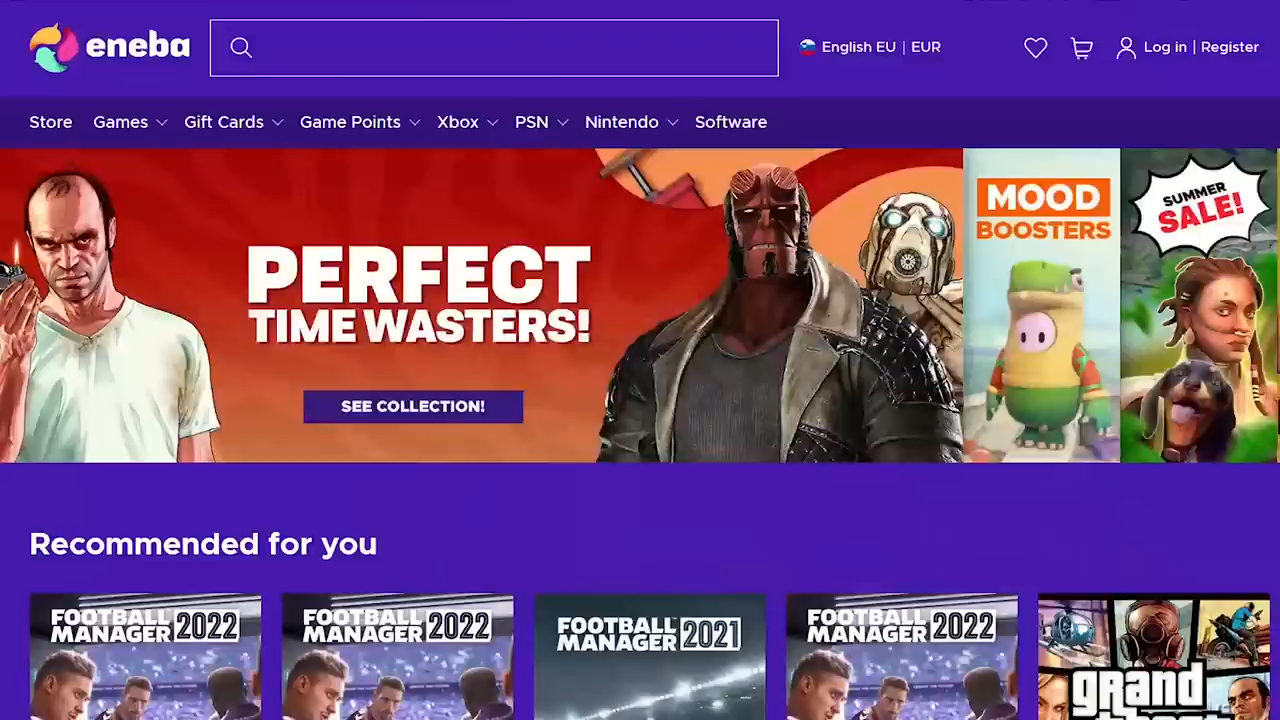 eneba
English EU | EUR
Log in | Register
Store Games Gift Cards Game Points Xbox PSN Nintendo Software
PERFECT
TIME WASTERS!
SEE COLLECTION!
MOOD
BOOSTERS
SUMMER
SALE!
Recommended for you
FOOTBALL
MANAGER 2022
FOOTBALL
MANAGER 2022
FOOTBALL
MANAGER 2021
FOOTBALL
MANAGER 2022
grand